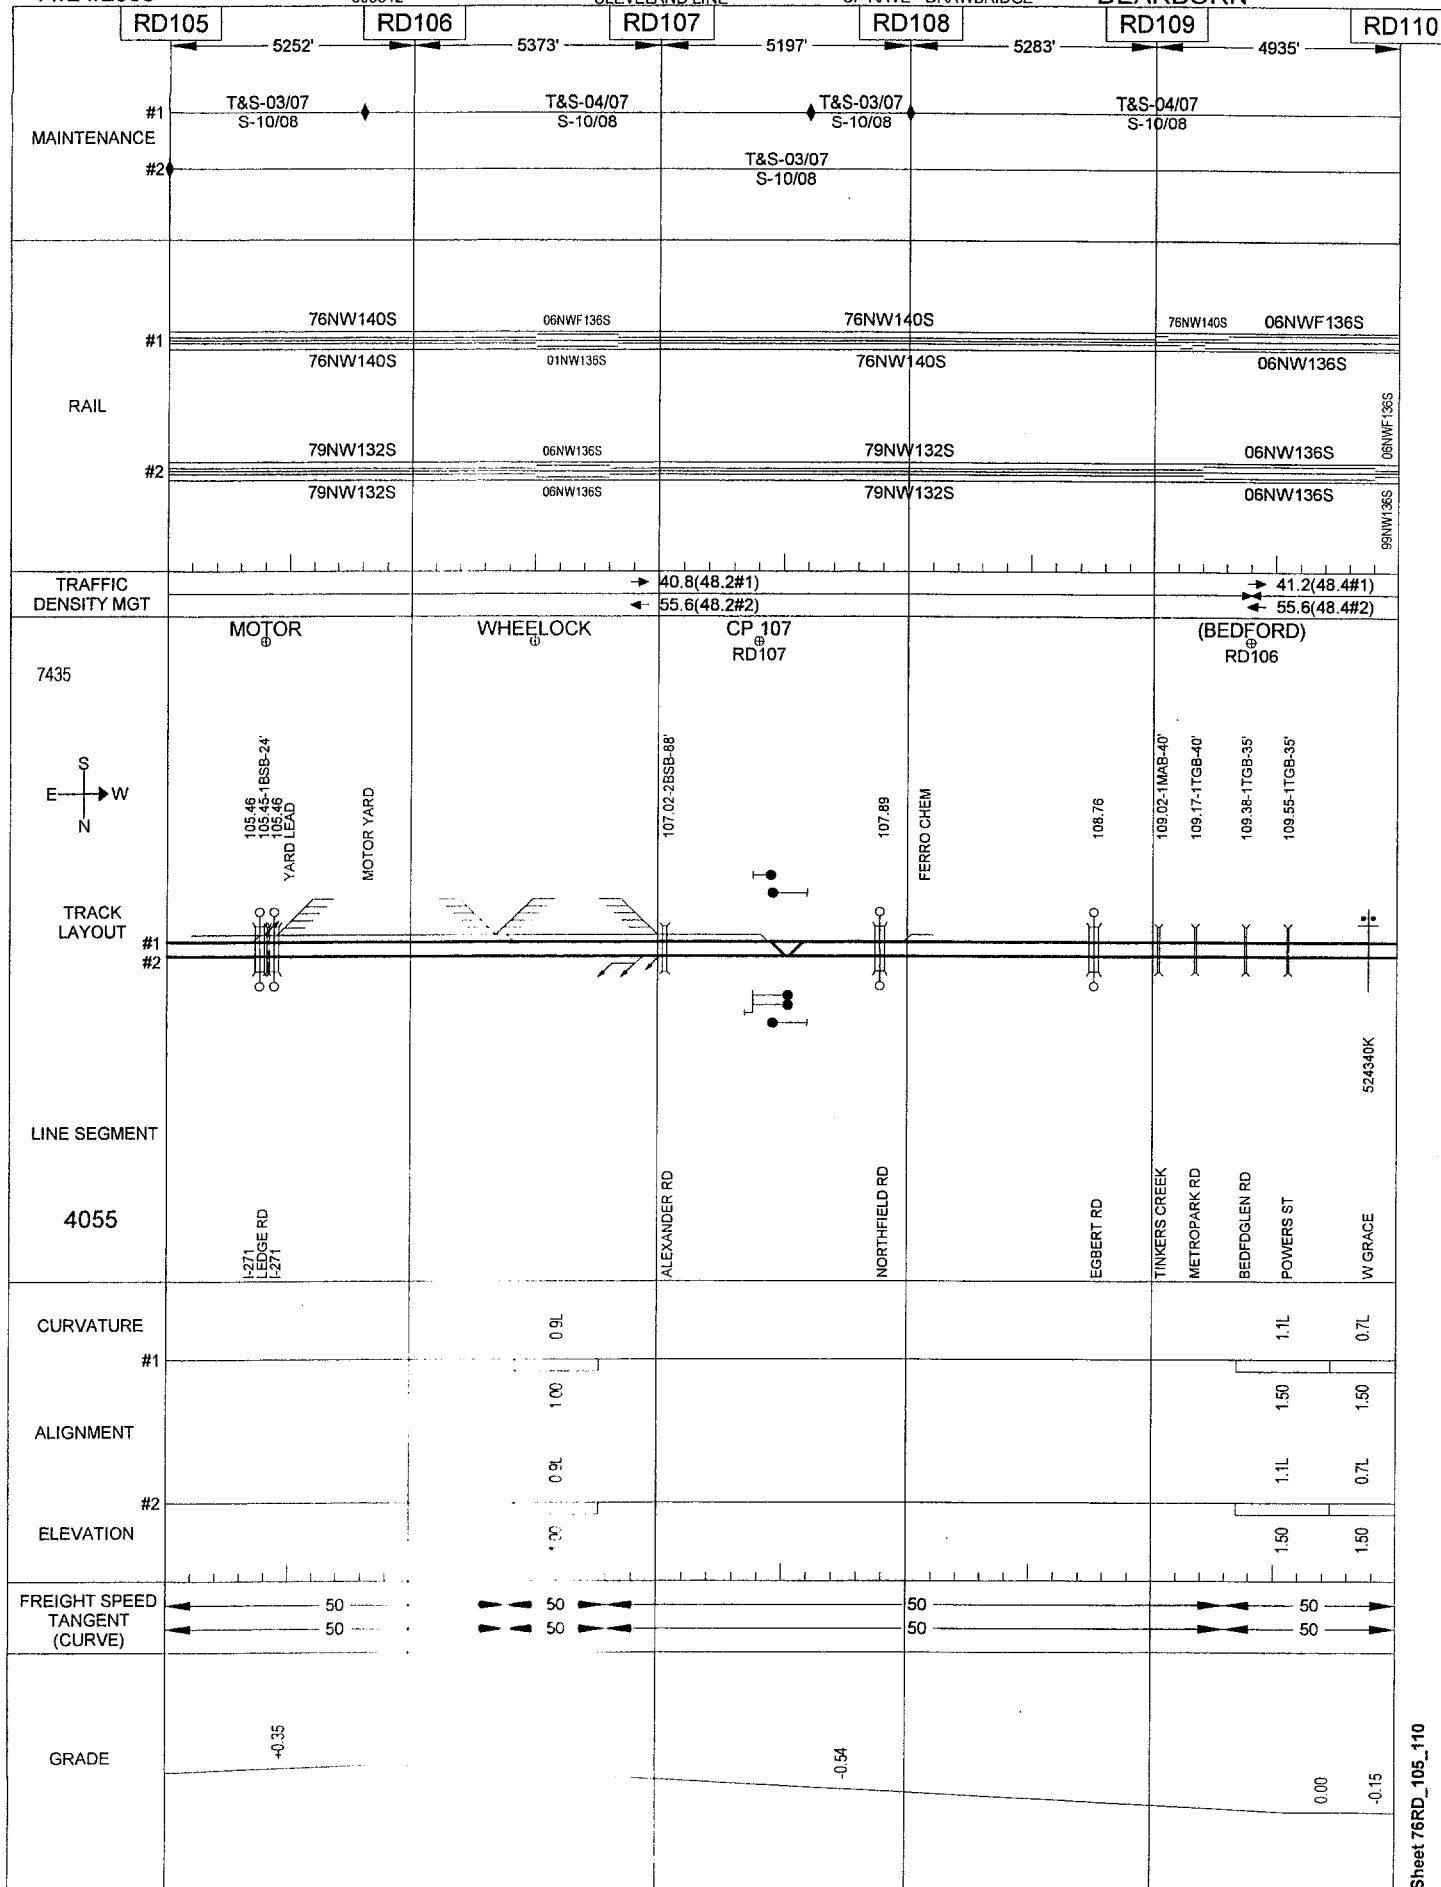 CLEVELAND LINE
DEARBORN
RD105 RD106 RD107 RD108 RD109 RD110
5252' 5373' 5197' 5283' 4935'
MAINTENANCE
#1
T&S-03/07 T&S-04/07 T&S-03/07 T&S-04/07
S-10/08 S-10/08 S-10/08 S-10/08
#2
T&S-03/07
S-10/08
RAIL
76NW140S 06NWF136S 76NW140S 76NW140S 06NWF136S
#1
76NW140S 01NW136S 76NW140S 06NW136S
79NW132S 06NW136S 79NW132S 06NW136S 06NWF136S
#2
79NW132S 06NW136S 79NW132S 06NW136S 99NW136S
TRAFFIC
DENSITY MGT
40.8(48.2#1) 41.2(48.4#1)
55.6(48.2#2) 55.6(48.4#2)
MOTOR WHEELOCK CP 107 (BEDFORD)
RD107 RD106
7435
S
E W
N
105.46
105.45-1BSB-24'
105.46
YARD LEAD
MOTOR YARD
107.02-2BSB-88'
107.89
FERRO CHEM
108.76
109.02-1MAB-40'
109.17-1TGB-40'
109.38-1TGB-35'
109.55-1TGB-35'
TRACK
LAYOUT
#1
#2
524340K
LINE SEGMENT
4055
I-271
LEDGE RD
I-271
ALEXANDER RD
NORTHFIELD RD
EGBERT RD
TINKERS CREEK
METROPARK RD
BEDFDGLEN RD
POWERS ST
W GRACE
CURVATURE
0.9L 1.1L 0.7L
#1
1.00 1.50 1.50
ALIGNMENT
0.9L 1.1L 0.7L
#2
1.00 1.50 1.50
ELEVATION
FREIGHT SPEED
TANGENT
(CURVE)
50 50 50 50
50 50 50 50
GRADE
+0.35 -0.54 0.00 -0.15
Sheet 76RD_105_110